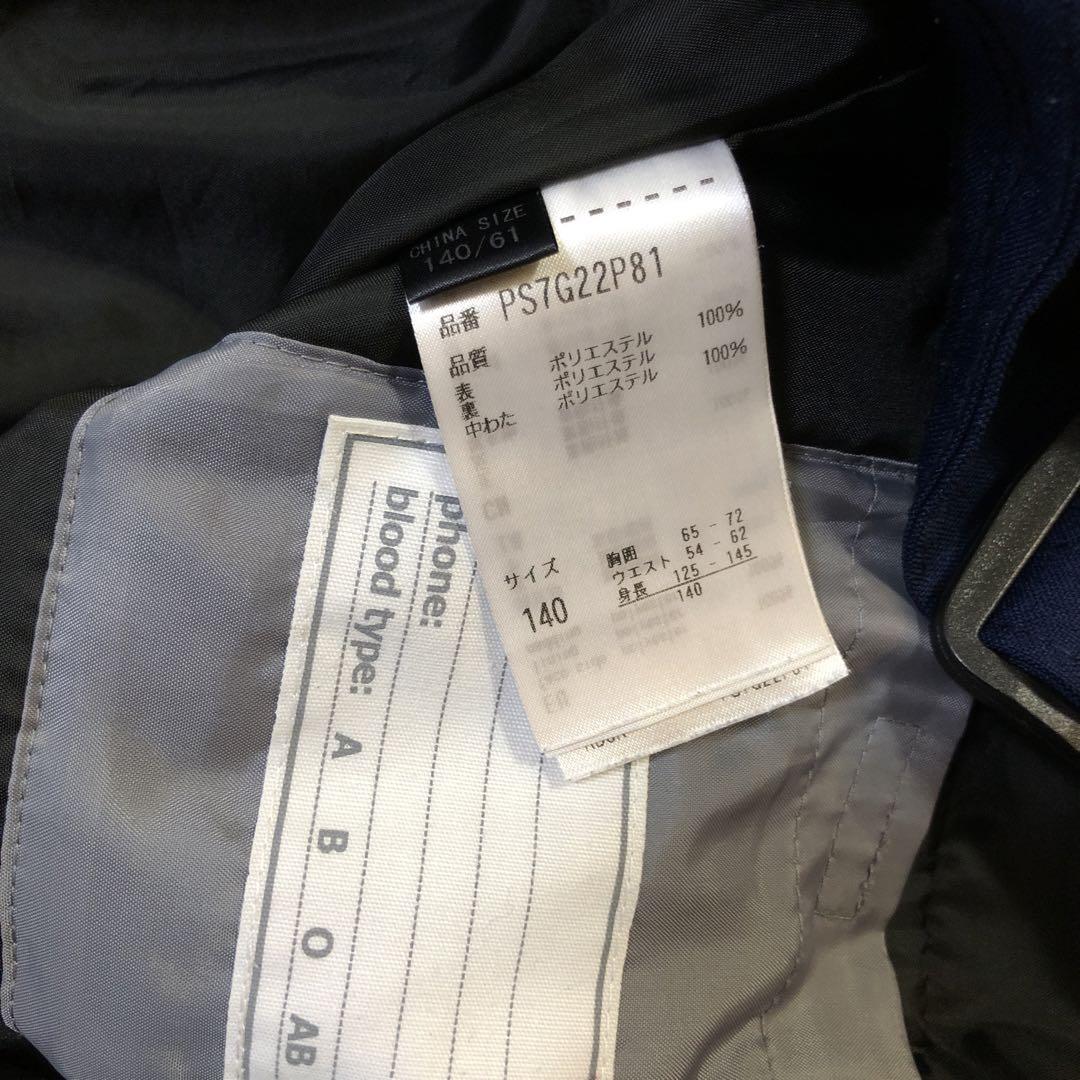 CHINA SIZE
140/61
品番 PS7G22P81
品質
表 ポリエステル 100%
裏 ポリエステル 100%
中わた ポリエステル
サイズ
140
胸囲 65 - 72
ウエスト 54 - 62
身長 125 - 145
140
phone:
blood type: A B O AB